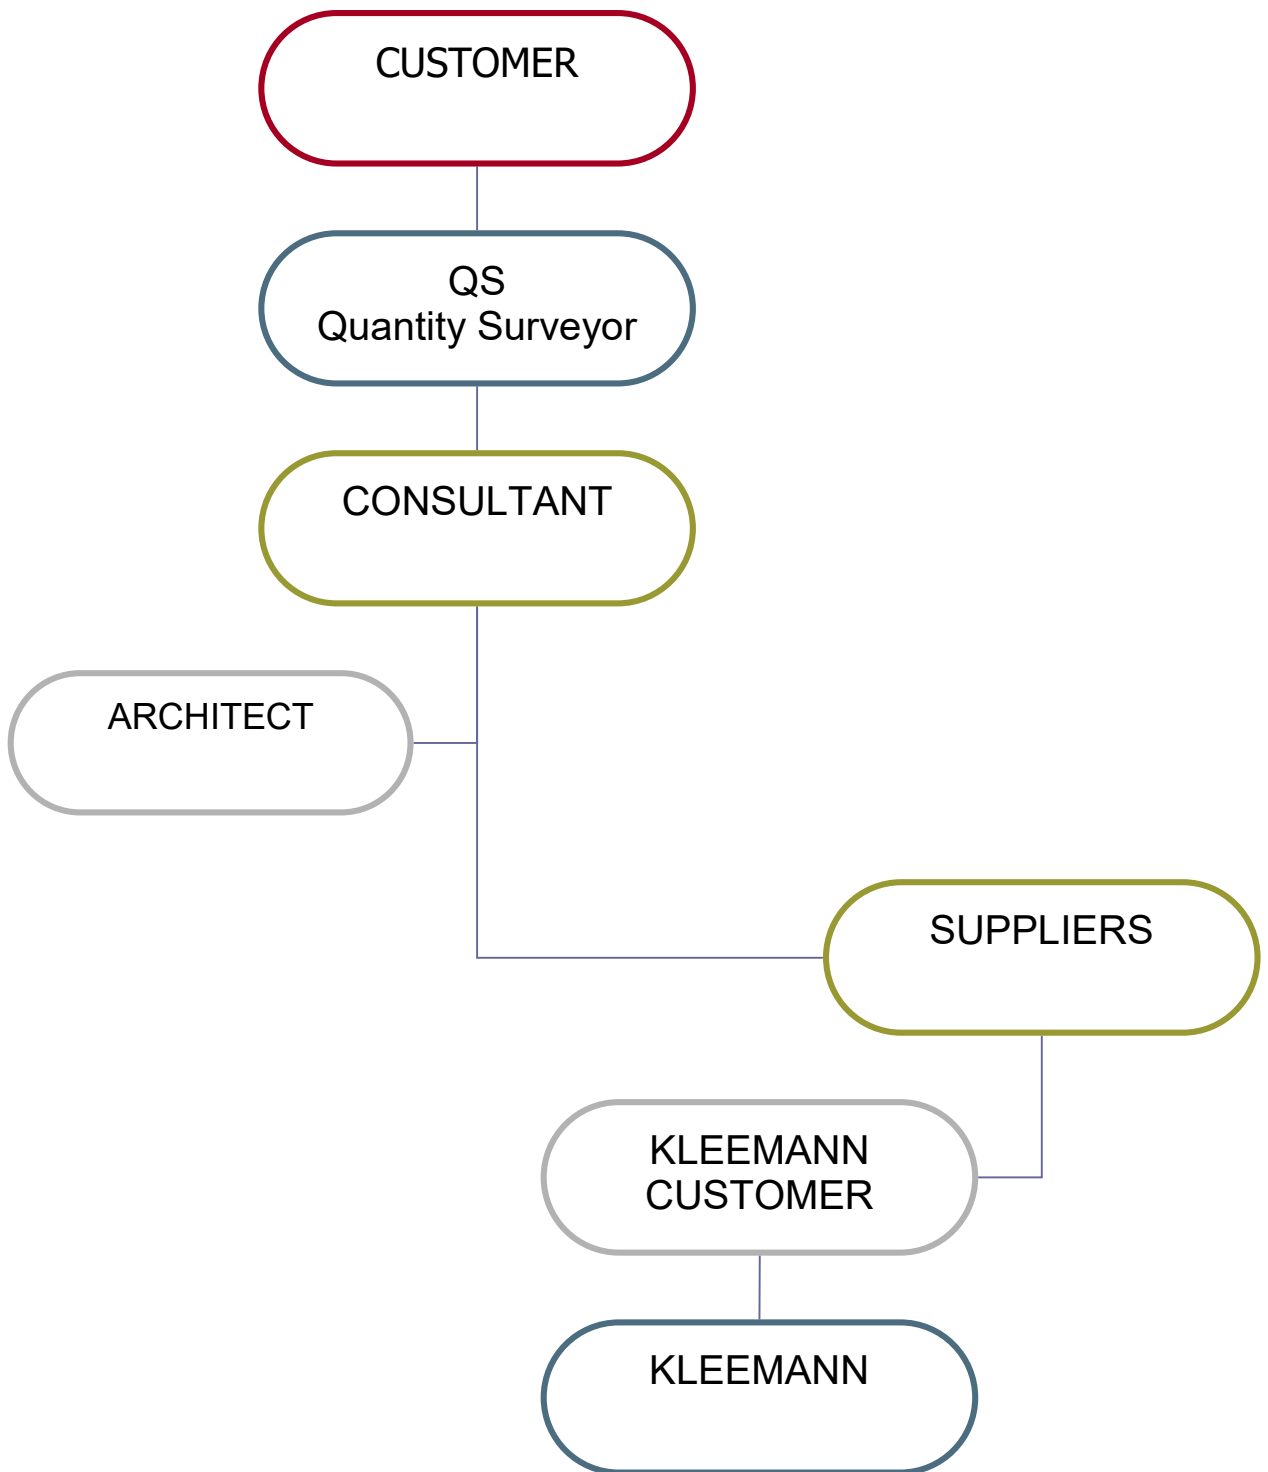 CUSTOMER
QS
Quantity Surveyor
CONSULTANT
ARCHITECT
SUPPLIERS
KLEEMANN
CUSTOMER
KLEEMANN